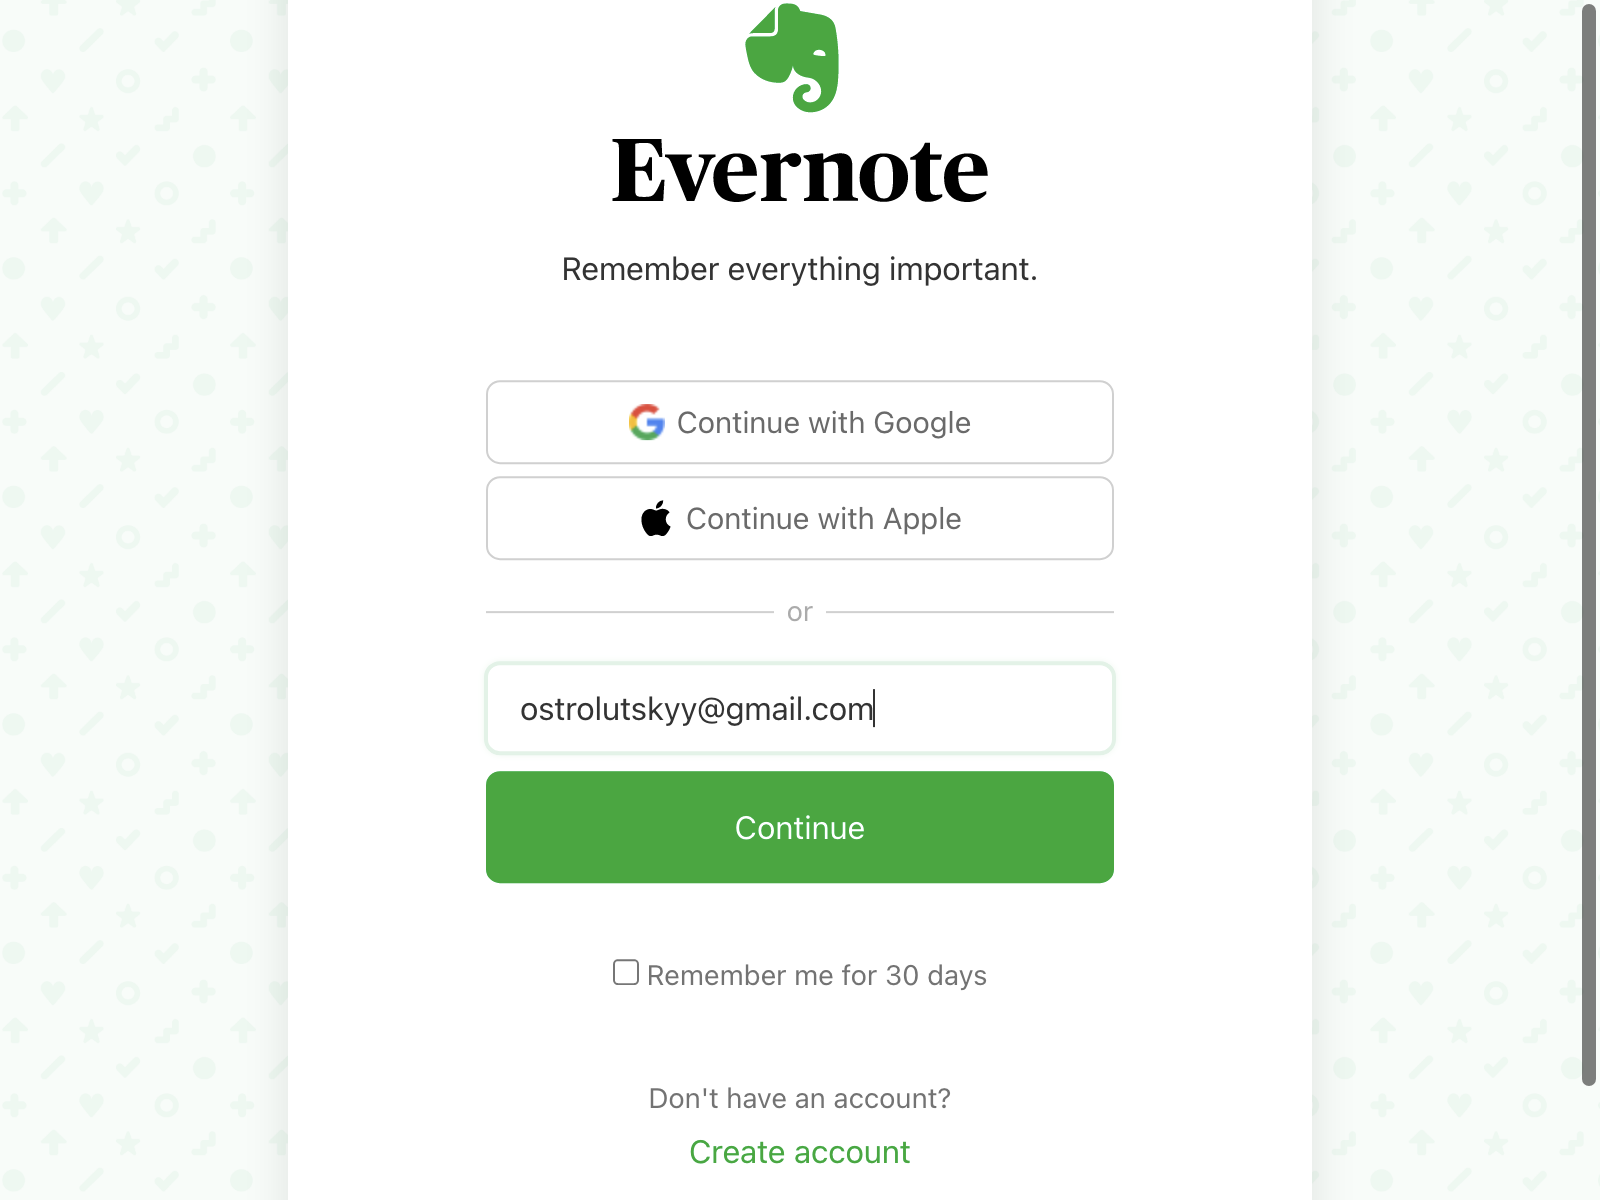 Evernote
Remember everything important.
Continue with Google
Continue with Apple
or
ostrolutskyy@gmail.com
Continue
Remember me for 30 days
Don't have an account?
Create account